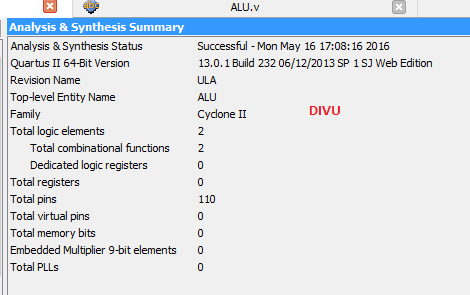 ALU.v
Analysis & Synthesis Summary
Analysis & Synthesis Status Successful - Mon May 16 17:08:16 2016
Quartus II 64-Bit Version 13.0.1 Build 232 06/12/2013 SP 1 SJ Web Edition
Revision Name ULA
Top-level Entity Name ALU
Family Cyclone II
DIVU
Total logic elements 2
Total combinational functions 2
Dedicated logic registers 0
Total registers 0
Total pins 110
Total virtual pins 0
Total memory bits 0
Embedded Multiplier 9-bit elements 0
Total PLLs 0